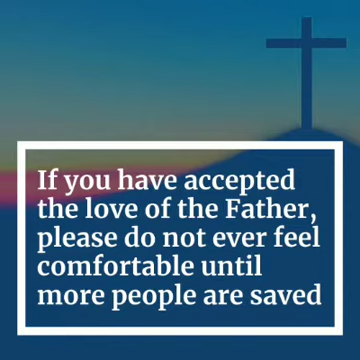 If you have accepted
the love of the Father,
please do not ever feel
comfortable until
more people are saved